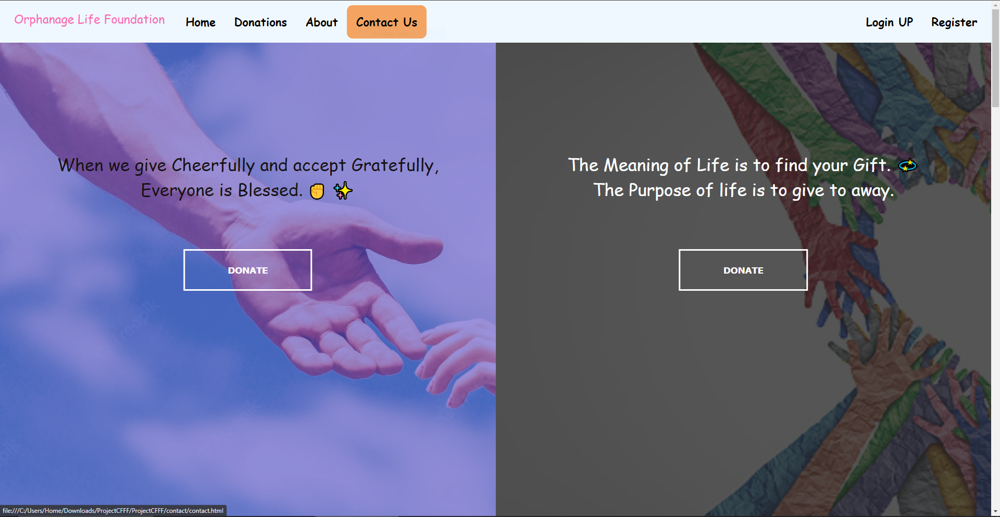 Orphanage Life Foundation
Home
Donations
About
Contact Us
Login UP
Register
When we give Cheerfully and accept Gratefully,
Everyone is Blessed. ✊ ✨
DONATE
The Meaning of Life is to find your Gift. 💫
The Purpose of life is to give to away.
DONATE
freepik
file:///C:/Users/Home/Downloads/ProjectCFFF/ProjectCFFF/contact/contact.html